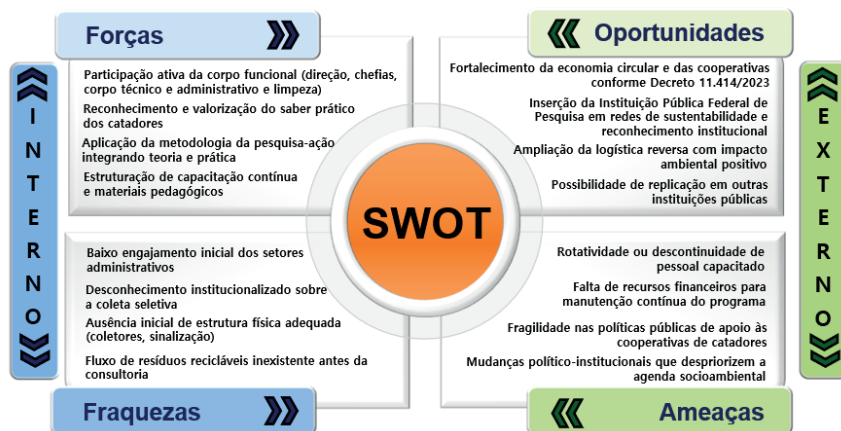 Forças
Participação ativa da corpo funcional (direção, chefias,
corpo técnico e administrativo e limpeza)
Reconhecimento e valorização do saber prático
dos catadores
Aplicação da metodologia da pesquisa-ação
integrando teoria e prática
Estruturação de capacitação contínua
e materiais pedagógicos
Oportunidades
Fortalecimento da economia circular e das cooperativas
conforme Decreto 11.414/2023
Inserção da Instituição Pública Federal de
Pesquisa em redes de sustentabilidade e
reconhecimento institucional
Ampliação da logística reversa com impacto
ambiental positivo
Possibilidade de replicação em outras
instituições públicas
INTERNO
SWOT
EXTERNO
Baixo engajamento inicial dos setores
administrativos
Desconhecimento institucionalizado sobre
a coleta seletiva
Ausência inicial de estrutura física adequada
(coletores, sinalização)
Fluxo de resíduos recicláveis inexistente antes da
consultoria
Fraquezas
Rotatividade ou descontinuidade de
pessoal capacitado
Falta de recursos financeiros para
manutenção contínua do programa
Fragilidade nas políticas públicas de apoio às
cooperativas de catadores
Mudanças político-institucionais que despriorizem a
agenda socioambiental
Ameaças